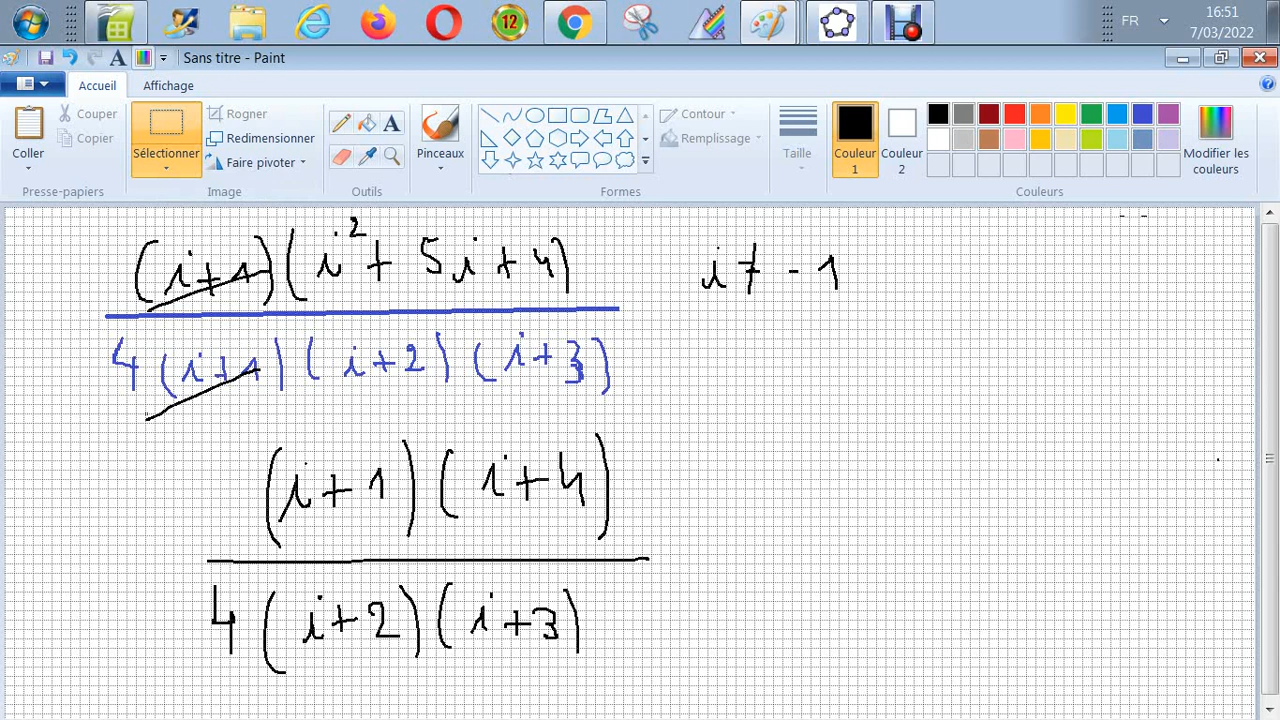 12
FR
16:51
7/03/2022
Sans titre - Paint
Accueil
Affichage
Coller
Couper
Copier
Presse-papiers
Sélectionner
Rogner
Redimensionner
Faire pivoter
Image
A
Outils
Pinceaux
Contour
Remplissage
Formes
Taille
Couleur 1
Couleur 2
Modifier les couleurs
Couleurs
(i+1)(i² + 5i + 4)
i ≠ -1
4(i+1)(i+2)(i+3)
(i+1)(i+4)
4(i+2)(i+3)